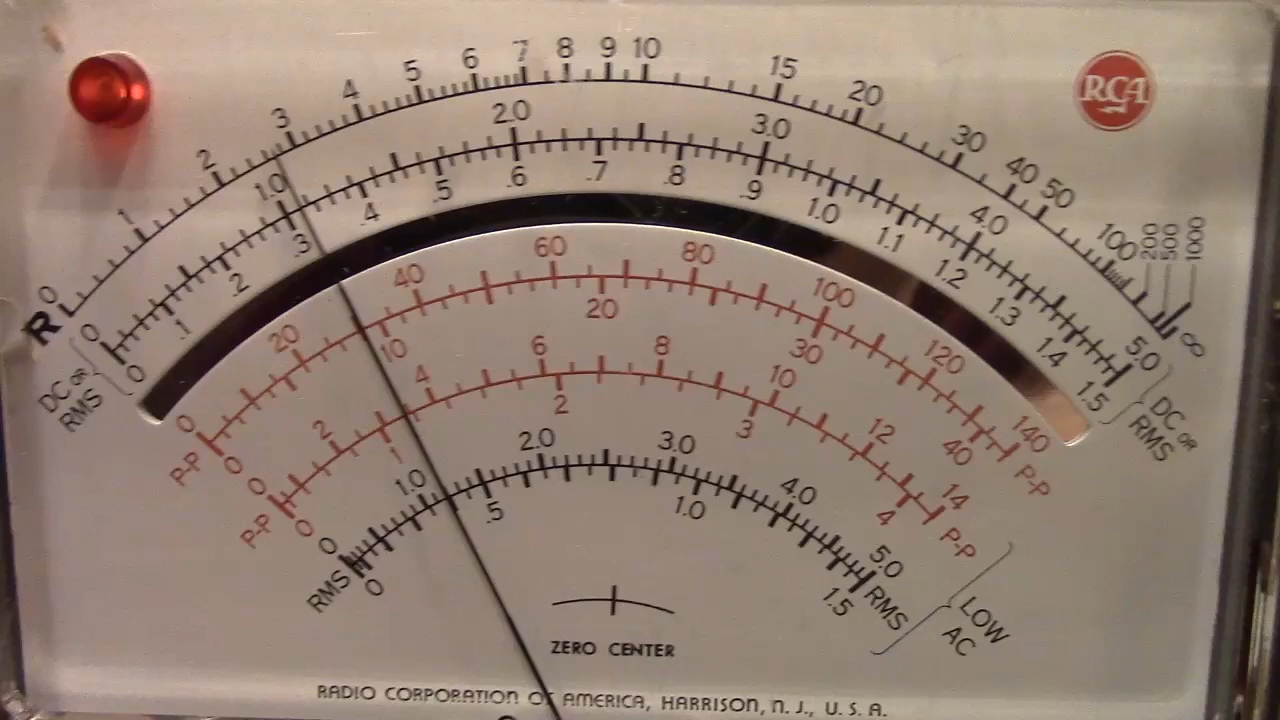 0 1 2 3 4 5 6 7 8 9 10 15 20 30 40 50 100 200 500 1000 ∞
R
RCA
0 1.0 2.0 3.0 4.0 5.0
DC OR RMS
DC OR RMS
0 .1 .2 .3 .4 .5 .6 .7 .8 .9 1.0 1.1 1.2 1.3 1.4 1.5
0 20 40 60 80 100 120 140
P-P
P-P
0 10 20 30 40
0 2 4 6 8 10 12 14
P-P
P-P
0 1 2 3 4
0 1.0 2.0 3.0 4.0 5.0
RMS
RMS
0 .5 1.0 1.5
LOW
AC
ZERO CENTER
RADIO CORPORATION OF AMERICA, HARRISON, N. J., U. S. A.